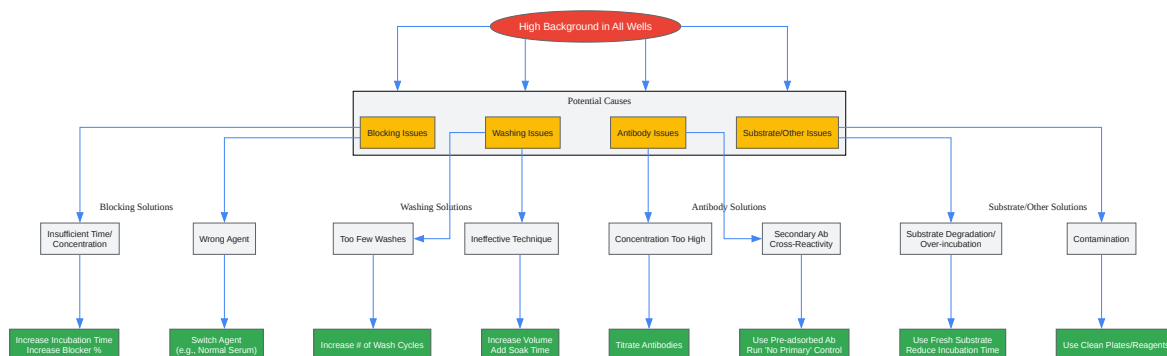 High Background in All Wells
Potential Causes
Blocking Issues
Washing Issues
Antibody Issues
Substrate/Other Issues
Blocking Solutions
Washing Solutions
Antibody Solutions
Substrate/Other Solutions
Insufficient Time/
Concentration
Wrong Agent
Too Few Washes
Ineffective Technique
Concentration Too High
Secondary Ab
Cross-Reactivity
Substrate Degradation/
Over-incubation
Contamination
Increase Incubation Time
Increase Blocker %
Switch Agent
(e.g., Normal Serum)
Increase # of Wash Cycles
Increase Volume
Add Soak Time
Titrate Antibodies
Use Pre-adsorbed Ab
Run 'No Primary' Control
Use Fresh Substrate
Reduce Incubation Time
Use Clean Plates/Reagents